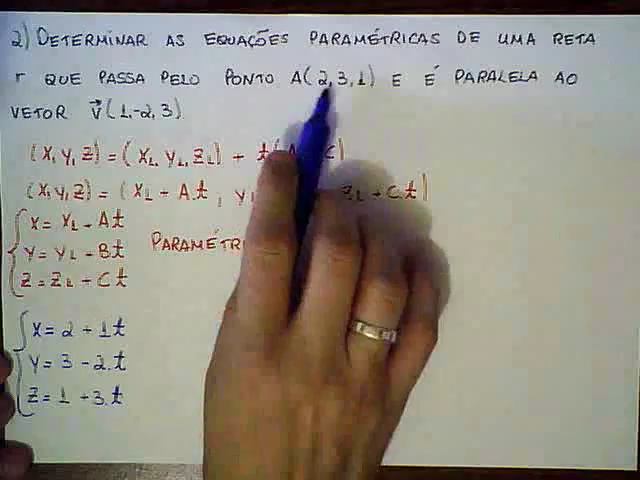 2) DETERMINAR AS EQUAÇÕES PARAMÉTRICAS DE UMA RETA
r QUE PASSA PELO PONTO A(2,3,1) E É PARALELA AO
VETOR V⃗(1,-2,3)
(X,Y,Z)=(X1,Y1,Z1)+t(A C)
(X,Y,Z)=(X1+A.t, Y1 Z1+C.t)
X=X1-At
Y=Y1-Bt PARAMÉTRI
Z=Z1+Ct
X=2+1t
Y=3-2.t
Z=1+3.t